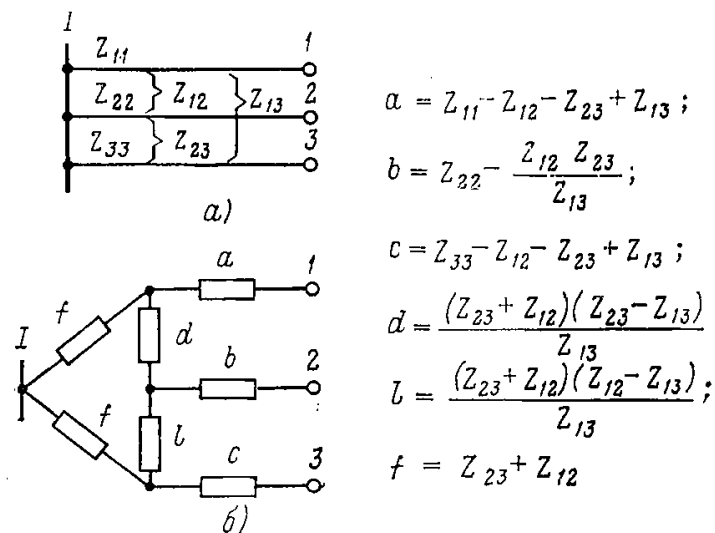 I
Z₁₁
1
Z₂₂ Z₁₂ Z₁₃ 2
Z₃₃ Z₂₃ 3
а)
a = Z₁₁ − Z₁₂ − Z₂₃ + Z₁₃ ;
b = Z₂₂ − (Z₁₂ Z₂₃)/Z₁₃ ;
c = Z₃₃ − Z₁₂ − Z₂₃ + Z₁₃ ;
d = (Z₂₃ + Z₁₂)(Z₂₃ − Z₁₃)/Z₁₃
l = (Z₂₃ + Z₁₂)(Z₁₂ − Z₁₃)/Z₁₃ ;
f = Z₂₃ + Z₁₂
a 1
f
I d
b 2
f l
c 3
б)